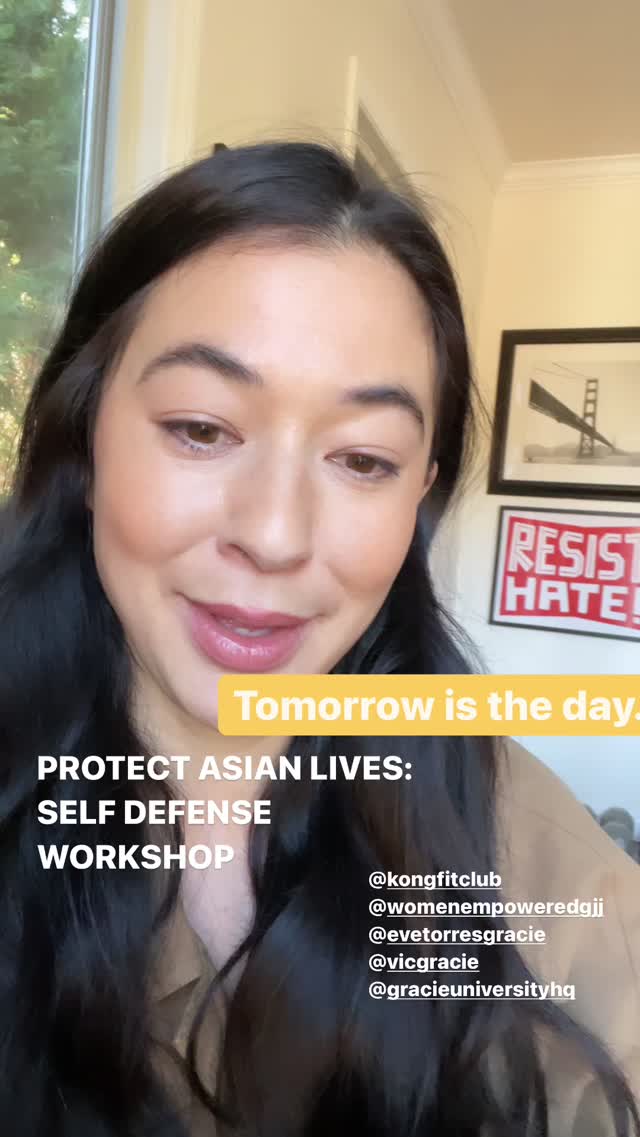 RESIST
HATE!
Tomorrow is the day.
PROTECT ASIAN LIVES:
SELF DEFENSE
WORKSHOP
@kongfitclub
@womenempoweredgjj
@evetorresgracie
@vicgracie
@gracieuniversityhq